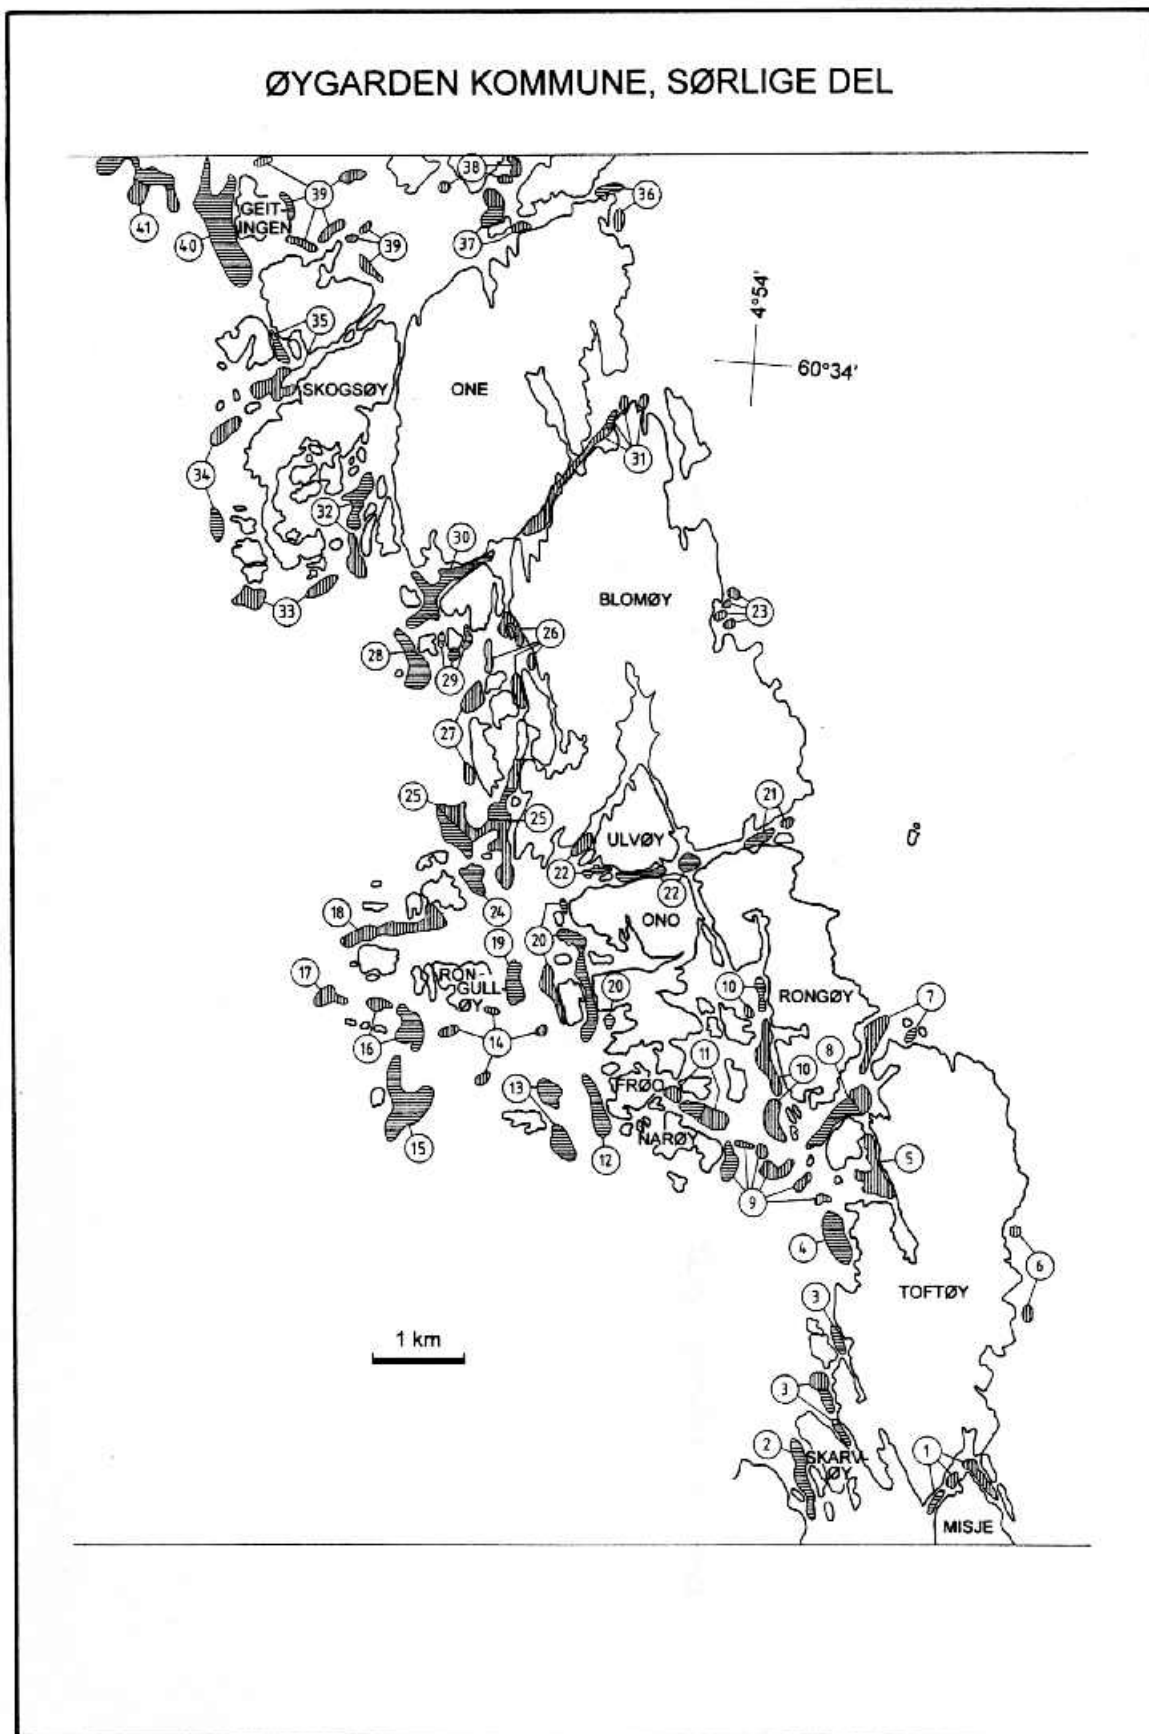 ØYGARDEN KOMMUNE, SØRLIGE DEL
38
39
36
41
GEIT-
INGEN
40
37
39
4°54'
35
60°34'
SKOGSØY
ONE
31
34
32
30
BLOMØY
33
23
26
28
29
27
25
21
25
ULVØY
22
22
24
18
ONO
19
20
RON-
GULL-
ØY
17
10
RONGØY
20
7
14
16
8
11
10
FRØO
13
NARØY
15
12
5
9
4
6
TOFTØY
3
1 km
3
2
SKARV-
ØY
1
MISJE